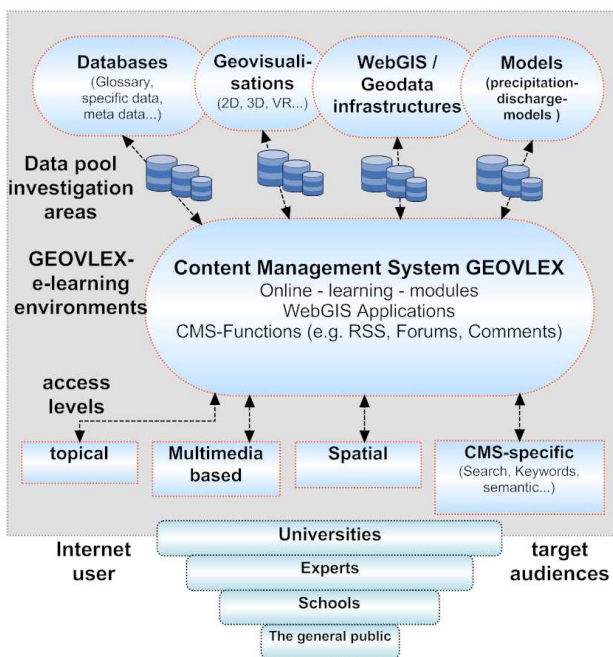 Databases
(Glossary,
specific data,
meta data...)
Geovisuali-
sations
(2D, 3D, VR...)
WebGIS /
Geodata
infrastructures
Models
(precipitation-
discharge-
models )
Data pool
investigation
areas
GEOVLEX-
e-learning
environments
Content Management System GEOVLEX
Online - learning - modules
WebGIS Applications
CMS-Functions (e.g. RSS, Forums, Comments)
access
levels
topical
Multimedia
based
Spatial
CMS-specific
(Search, Keywords,
semantic...)
Internet
user
Universities
Experts
Schools
The general public
target
audiences